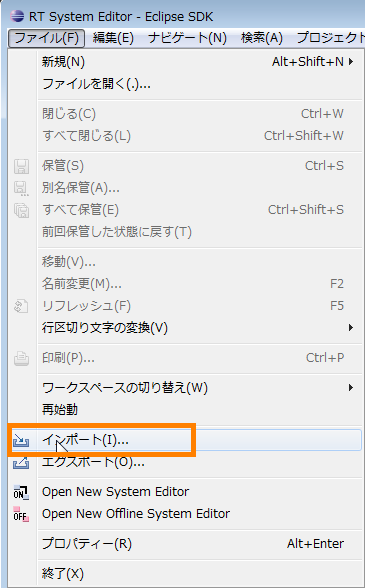 RT System Editor - Eclipse SDK
ファイル(F) 編集(E) ナビゲート(N) 検索(A) プロジェクト
新規(N) Alt+Shift+N
ファイルを開く(.)...
閉じる(C) Ctrl+W
すべて閉じる(L) Ctrl+Shift+W
保管(S) Ctrl+S
別名保管(A)...
すべて保管(E) Ctrl+Shift+S
前回保管した状態に戻す(T)
移動(V)...
名前変更(M)... F2
リフレッシュ(F) F5
行区切り文字の変換(V)
印刷(P)... Ctrl+P
ワークスペースの切り替え(W)
再始動
インポート(I)...
エクスポート(O)...
ON Open New System Editor
OFF Open New Offline System Editor
プロパティー(R) Alt+Enter
終了(X)